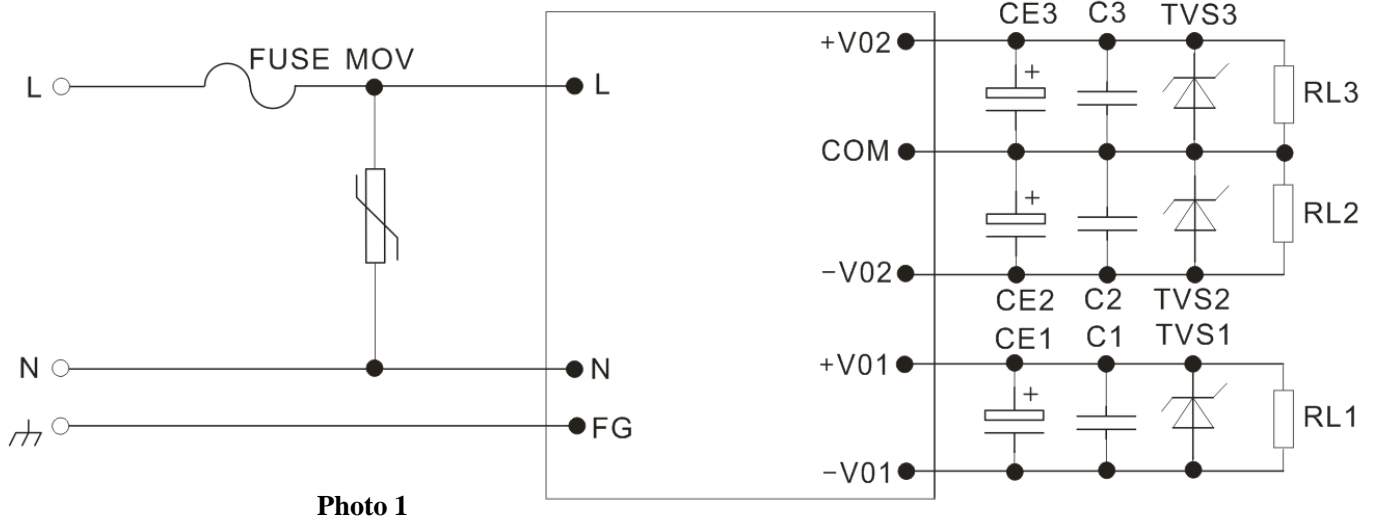 CE3 C3 TVS3
+V02
FUSE MOV
L
L
RL3
COM
RL2
−V02
CE2 C2 TVS2
CE1 C1 TVS1
N
N
+V01
FG
RL1
−V01
Photo 1